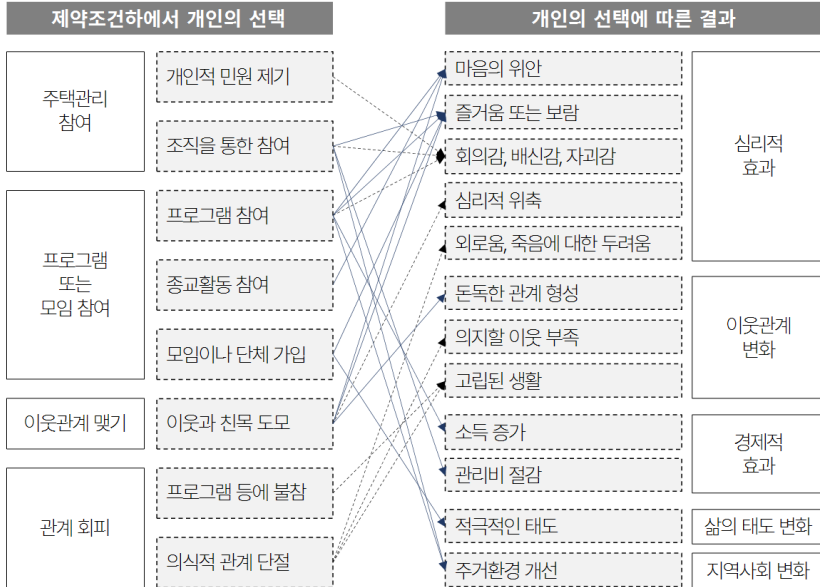 제약조건하에서 개인의 선택
개인의 선택에 따른 결과
주택관리
참여
개인적 민원 제기
조직을 통한 참여
프로그램
또는
모임 참여
프로그램 참여
종교활동 참여
모임이나 단체 가입
이웃관계 맺기
이웃과 친목 도모
관계 회피
프로그램 등에 불참
의식적 관계 단절
마음의 위안
즐거움 또는 보람
회의감, 배신감, 자괴감
심리적 위축
외로움, 죽음에 대한 두려움
심리적
효과
돈독한 관계 형성
의지할 이웃 부족
고립된 생활
이웃관계
변화
소득 증가
관리비 절감
경제적
효과
적극적인 태도
삶의 태도 변화
주거환경 개선
지역사회 변화